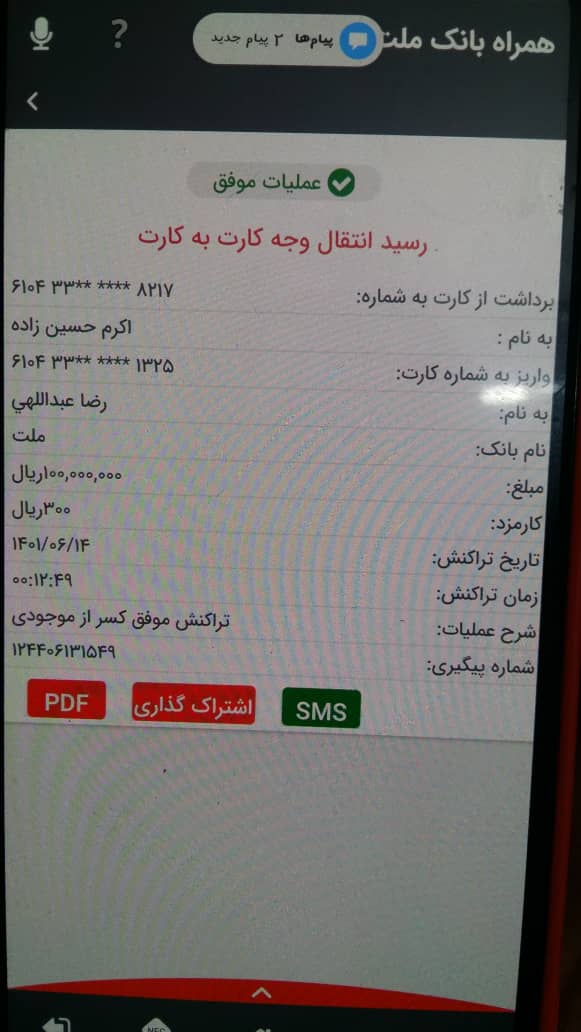 همراه بانک ملت
پیام‌ها ۲ پیام جدید
?
عملیات موفق
رسید انتقال وجه کارت به کارت
برداشت از کارت به شماره: ۶۱۰۴ ۳۳** **** ۸۲۱۷
به نام : اکرم حسین زاده
واریز به شماره کارت: ۶۱۰۴ ۳۳** **** ۱۳۲۵
به نام: رضا عبداللهي
نام بانک: ملت
مبلغ: ۱۰۰,۰۰۰,۰۰۰ریال
کارمزد: ۳۰۰ریال
تاریخ تراکنش: ۱۴۰۱/۰۶/۱۴
زمان تراکنش: ۰۰:۱۲:۴۹
شرح عملیات: تراکنش موفق کسر از موجودی
شماره پیگیری: ۱۲۴۴۰۶۱۳۱۵۴۹
SMS اشتراک گذاری PDF
NFC